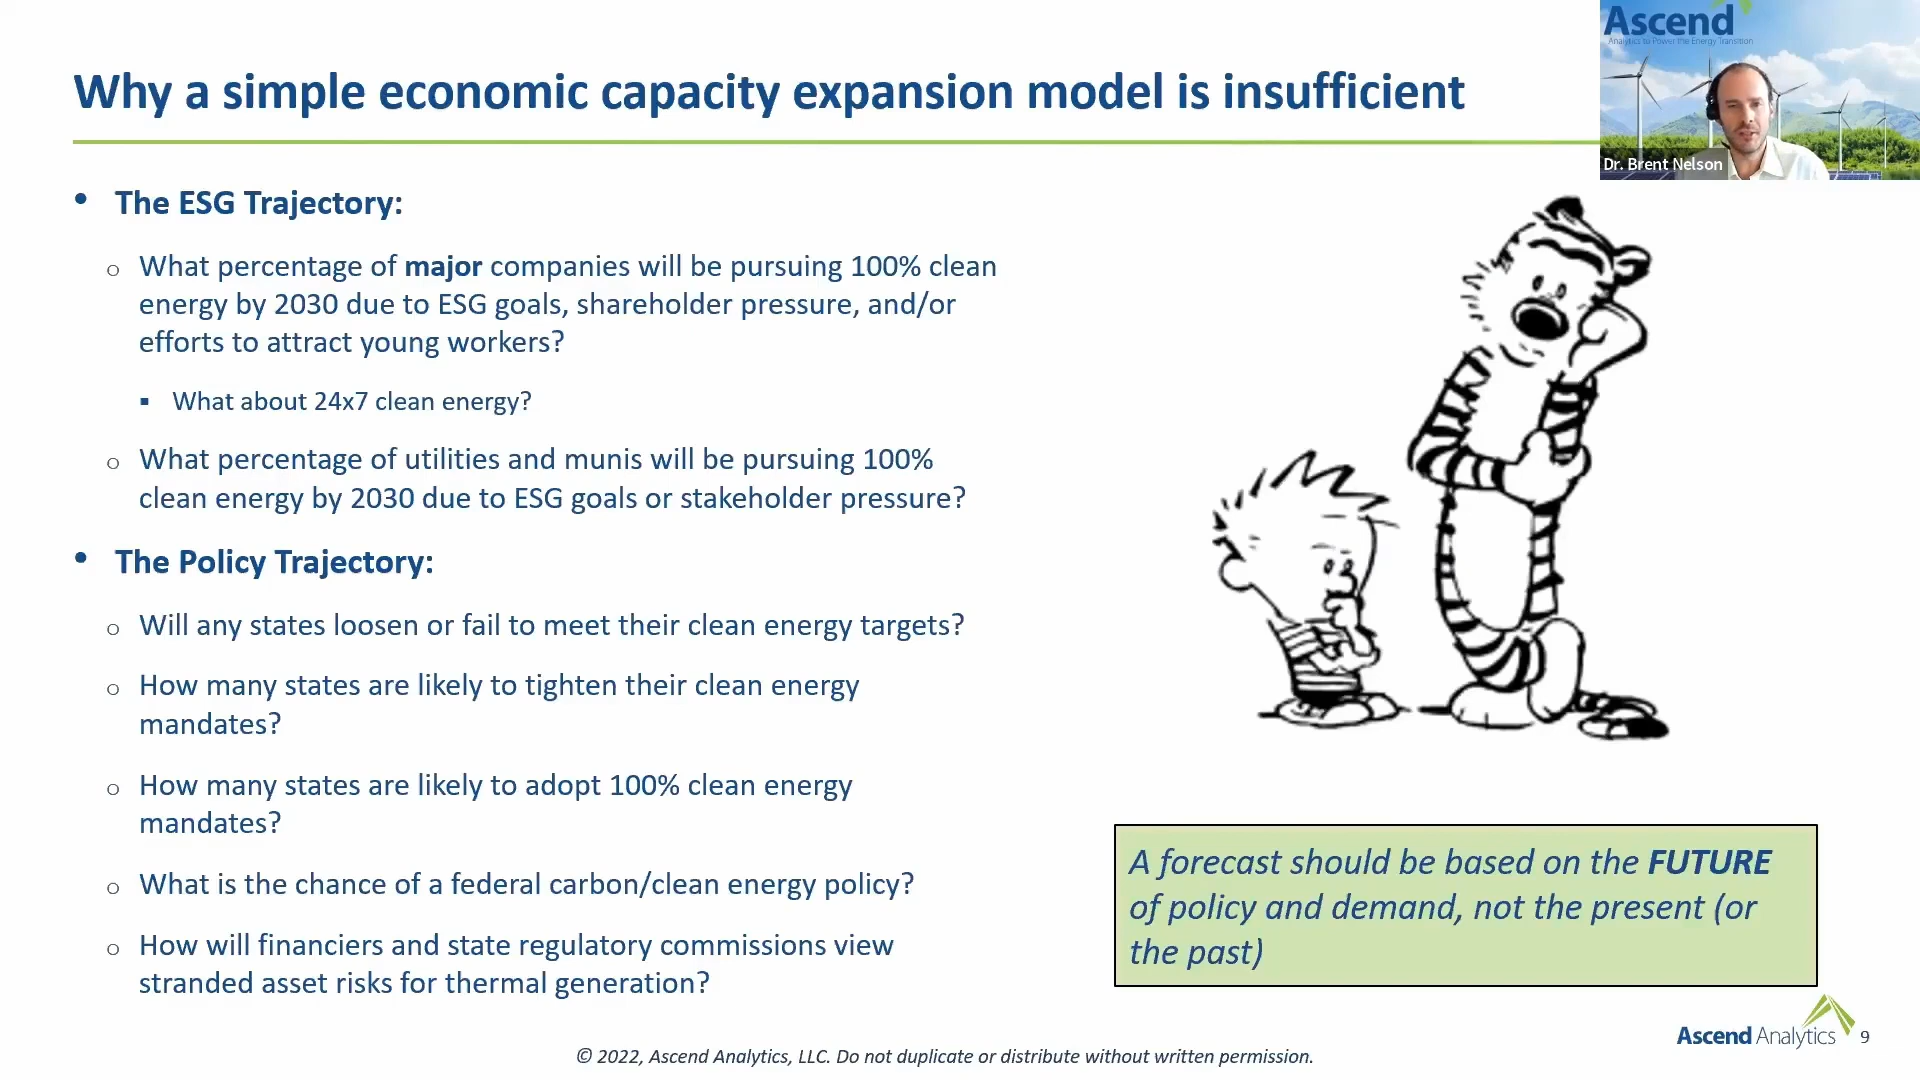 Ascend
Analytics to Power the Energy Transition
Why a simple economic capacity expansion model is insufficient
Dr. Brent Nelson
• The ESG Trajectory:
o What percentage of major companies will be pursuing 100% clean
energy by 2030 due to ESG goals, shareholder pressure, and/or
efforts to attract young workers?
▪ What about 24x7 clean energy?
o What percentage of utilities and munis will be pursuing 100%
clean energy by 2030 due to ESG goals or stakeholder pressure?
• The Policy Trajectory:
o Will any states loosen or fail to meet their clean energy targets?
o How many states are likely to tighten their clean energy
mandates?
o How many states are likely to adopt 100% clean energy
mandates?
o What is the chance of a federal carbon/clean energy policy?
o How will financiers and state regulatory commissions view
stranded asset risks for thermal generation?
A forecast should be based on the FUTURE
of policy and demand, not the present (or
the past)
Ascend Analytics 9
© 2022, Ascend Analytics, LLC. Do not duplicate or distribute without written permission.